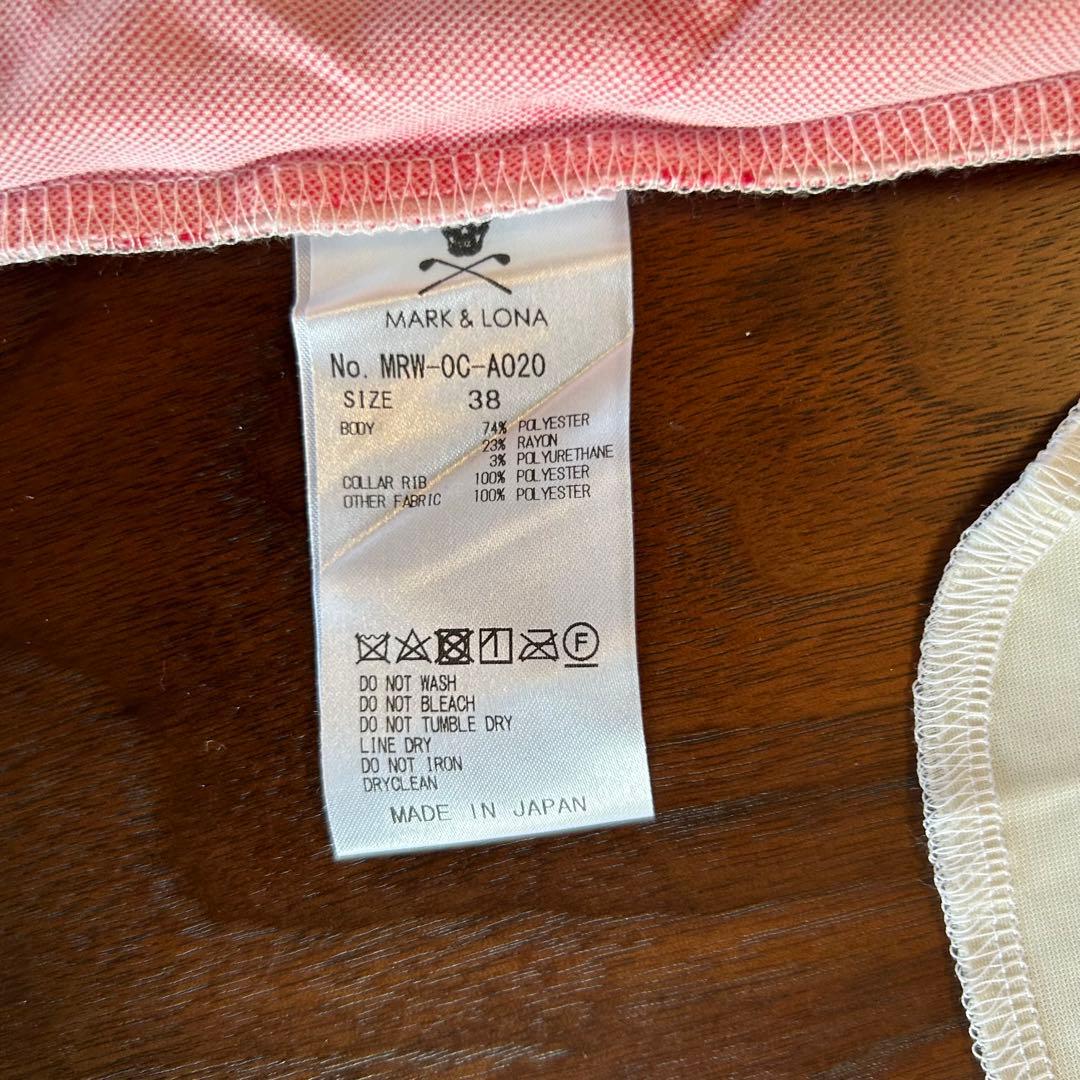 MARK & LONA
No. MRW-0C-A020
SIZE 38
BODY 74% POLYESTER
23% RAYON
3% POLYURETHANE
COLLAR RIB 100% POLYESTER
OTHER FABRIC 100% POLYESTER
F
DO NOT WASH
DO NOT BLEACH
DO NOT TUMBLE DRY
LINE DRY
DO NOT IRON
DRYCLEAN
MADE IN JAPAN